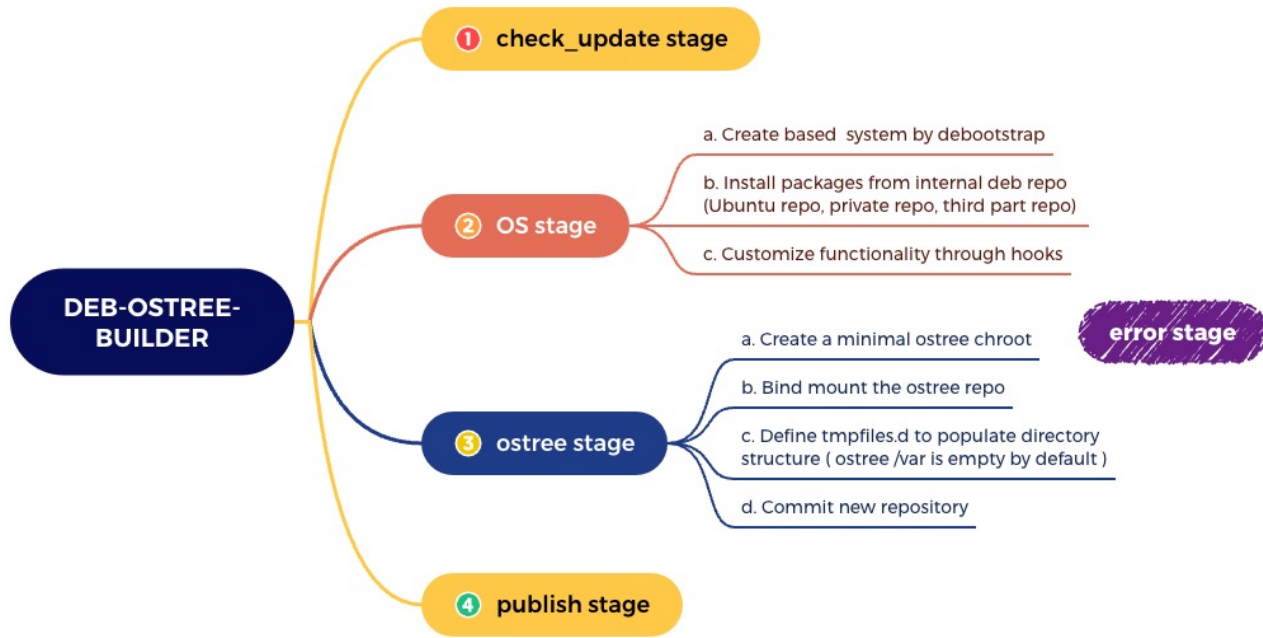 DEB-OSTREE-
BUILDER
1 check_update stage
2 OS stage
a. Create based system by debootstrap
b. Install packages from internal deb repo
(Ubuntu repo, private repo, third part repo)
c. Customize functionality through hooks
error stage
3 ostree stage
a. Create a minimal ostree chroot
b. Bind mount the ostree repo
c. Define tmpfiles.d to populate directory
structure ( ostree /var is empty by default )
d. Commit new repository
4 publish stage